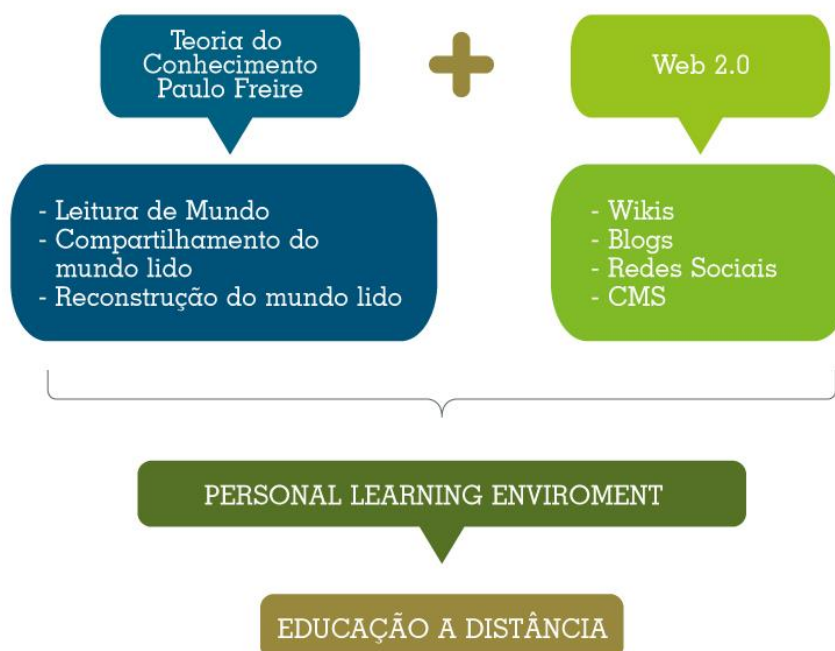 Teoria do
Conhecimento
Paulo Freire
+
Web 2.0
- Leitura de Mundo
- Compartilhamento do
mundo lido
- Reconstrução do mundo lido
- Wikis
- Blogs
- Redes Sociais
- CMS
PERSONAL LEARNING ENVIROMENT
EDUCAÇÃO A DISTÂNCIA